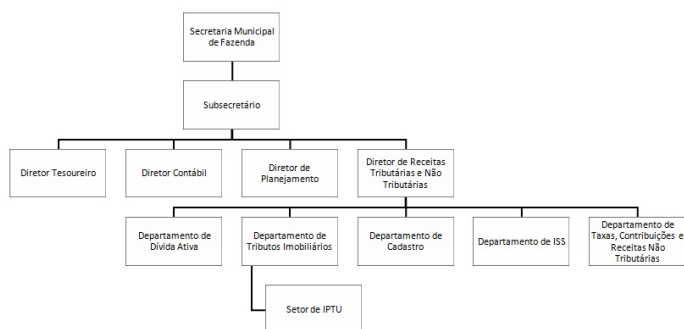 Secretaria Municipal
de Fazenda
Subsecretário
Diretor Tesoureiro
Diretor Contábil
Diretor de
Planejamento
Diretor de Receitas
Tributárias e Não
Tributárias
Departamento de
Dívida Ativa
Departamento de
Tributos Imobiliários
Departamento de
Cadastro
Departamento de ISS
Departamento de
Taxas, Contribuições e
Receitas Não
Tributárias
Setor de IPTU